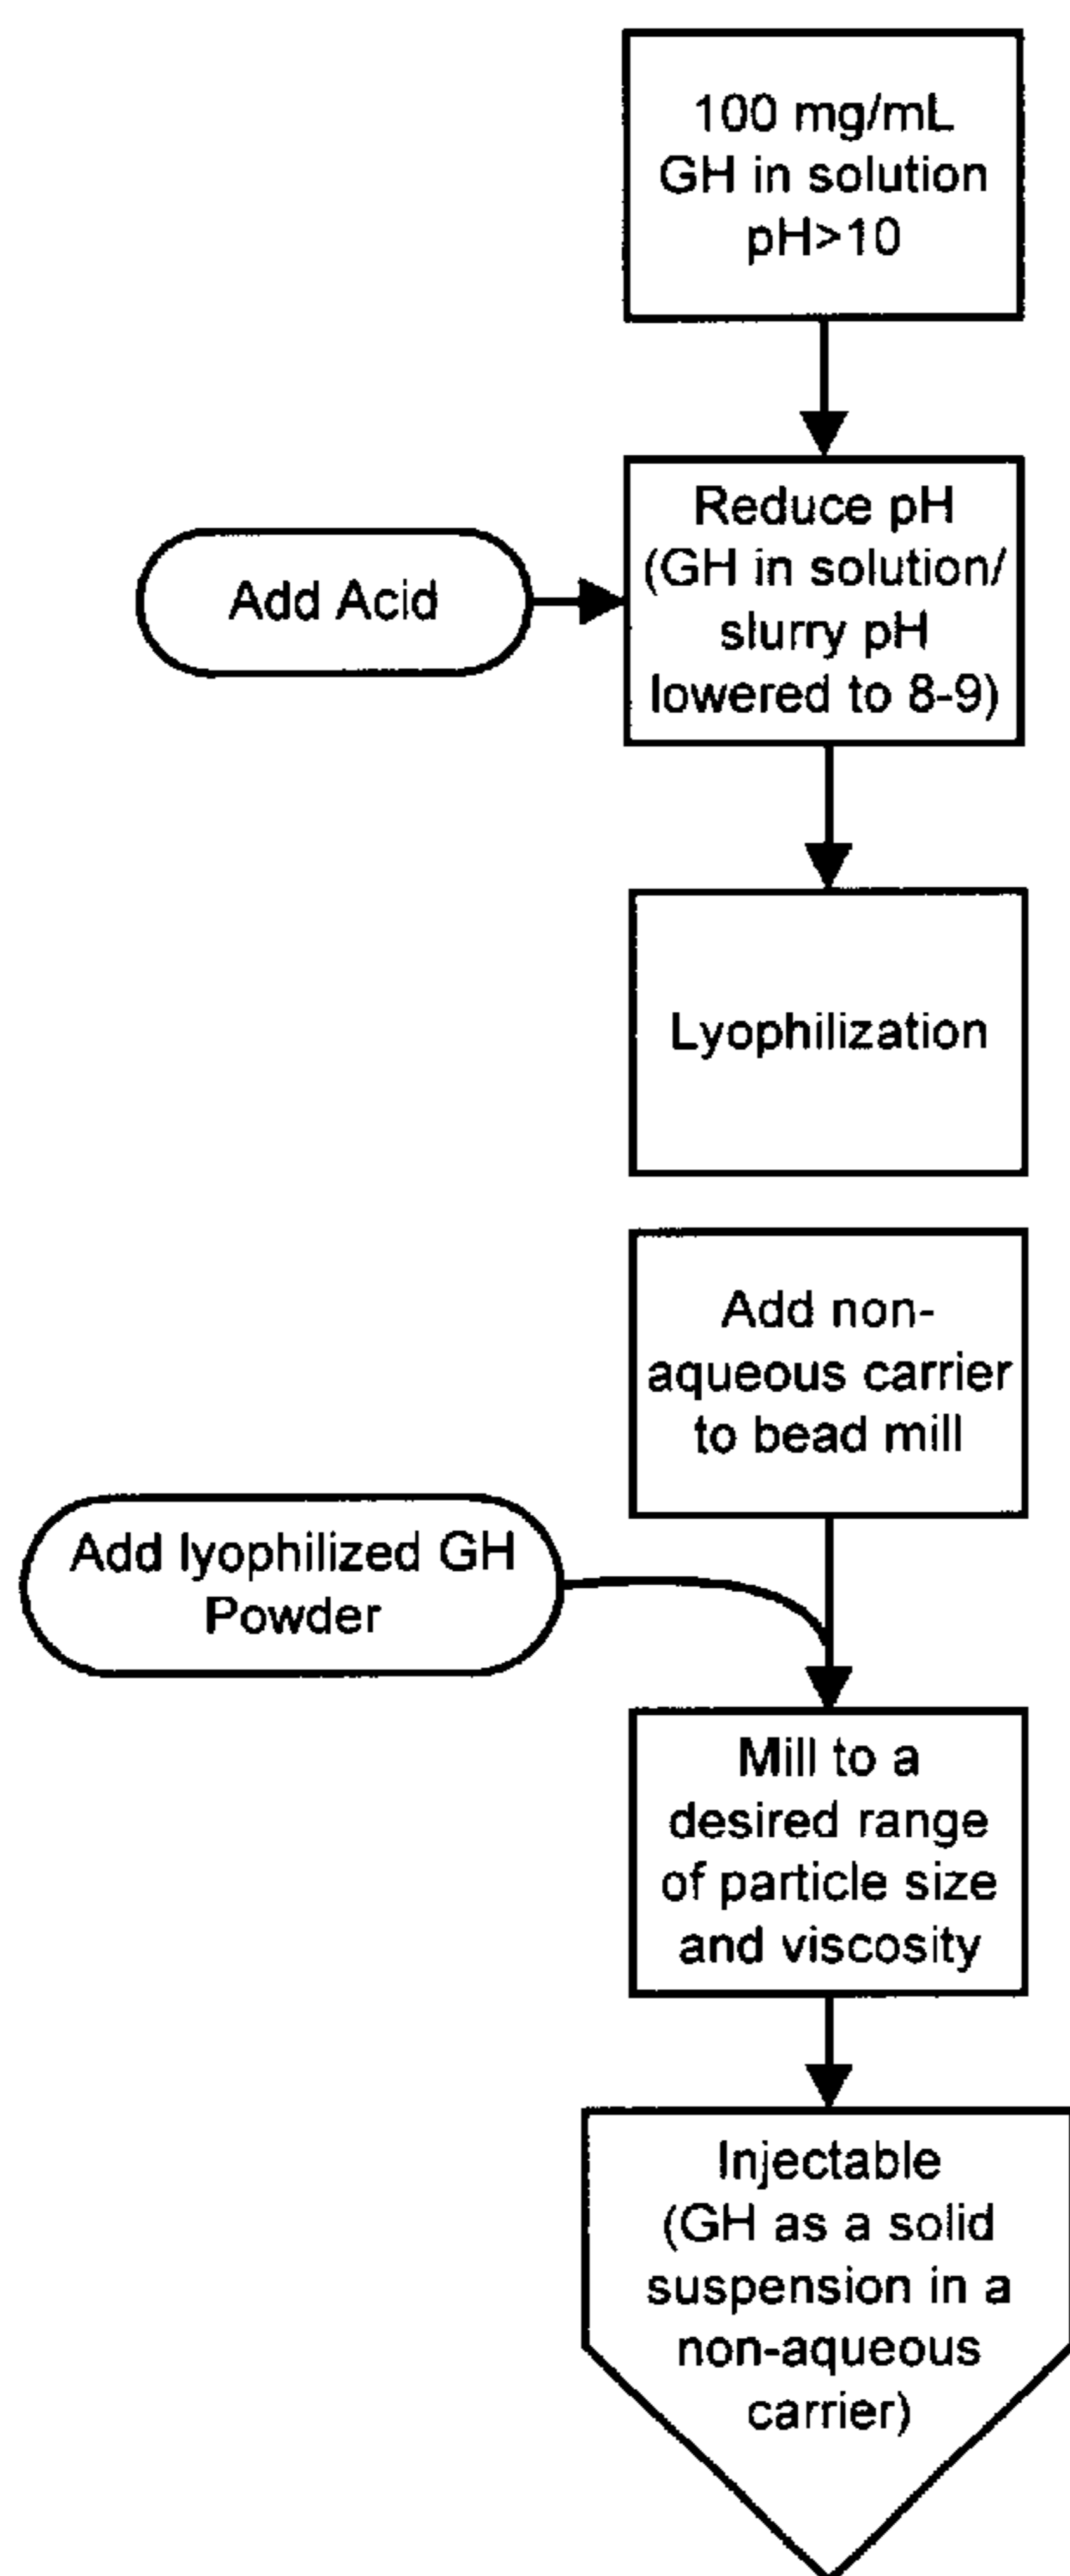 100 mg/mL
GH in solution
pH>10
Add Acid
Reduce pH
(GH in solution/
slurry pH
lowered to 8-9)
Lyophilization
Add non-
aqueous carrier
to bead mill
Add lyophilized GH
Powder
Mill to a
desired range
of particle size
and viscosity
Injectable
(GH as a solid
suspension in a
non-aqueous
carrier)